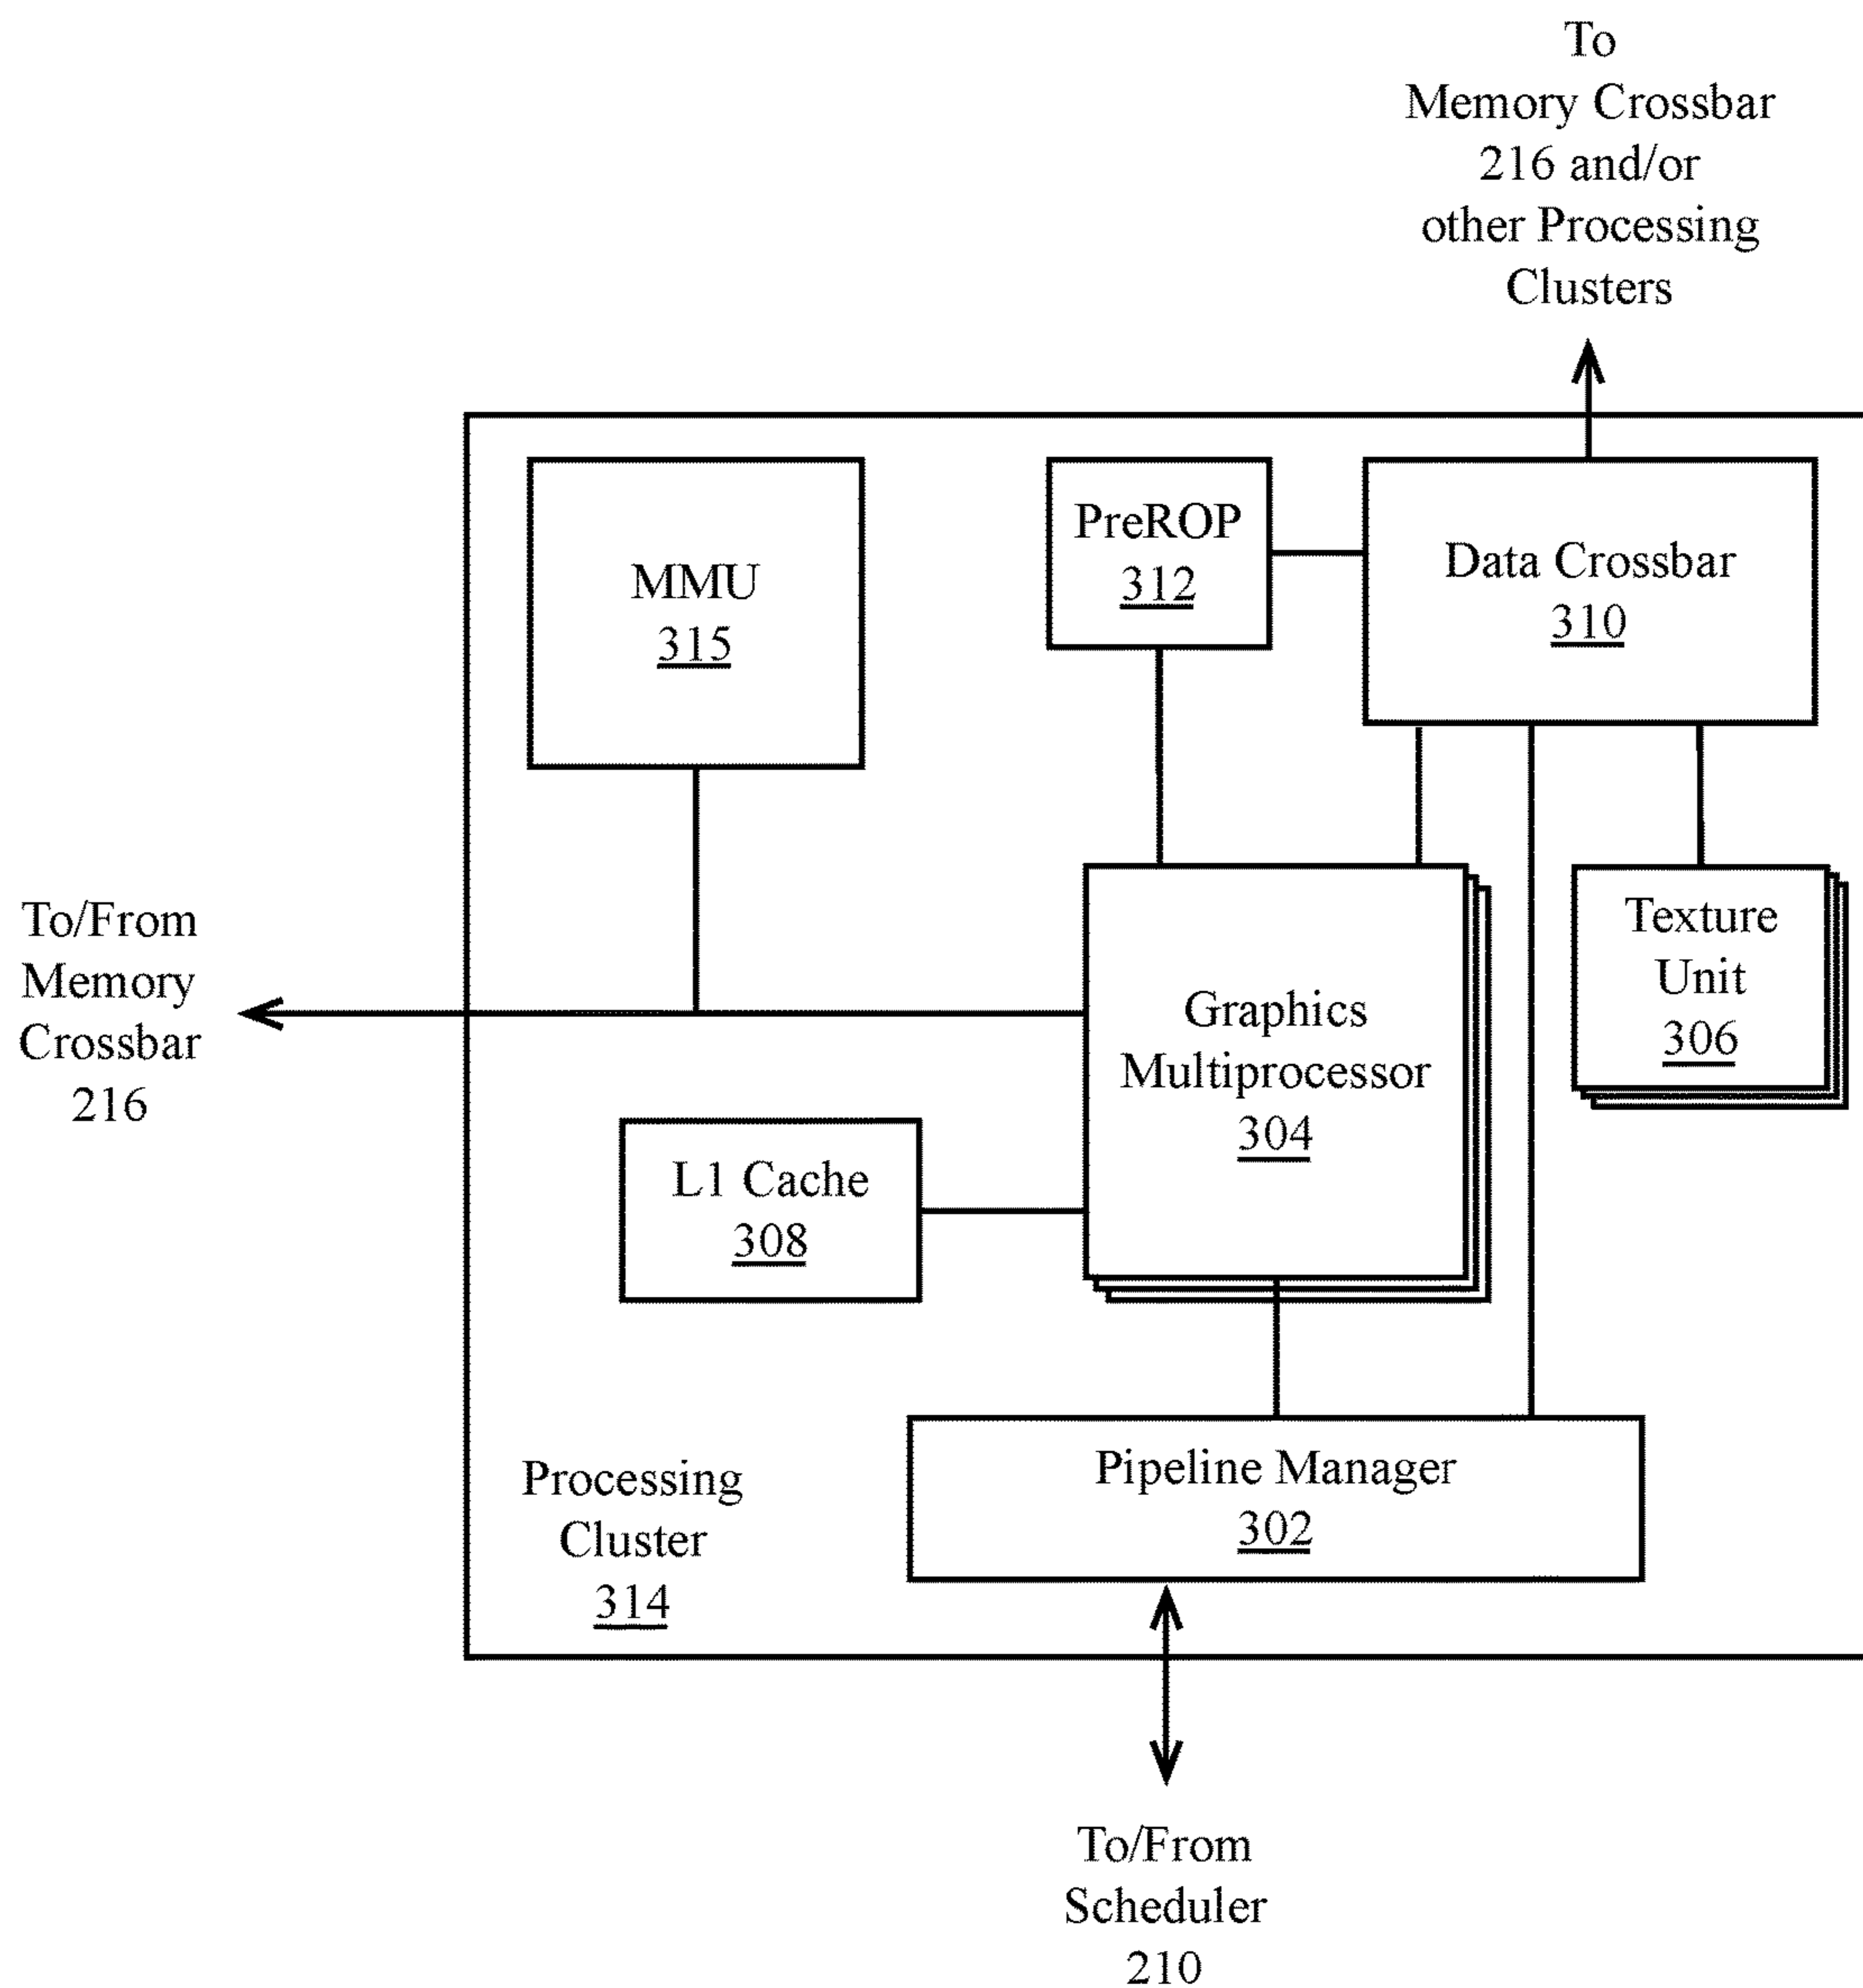 To
Memory Crossbar
216 and/or
other Processing
Clusters
MMU
315
PreROP
312
Data Crossbar
310
To/From
Memory
Crossbar
216
Graphics
Multiprocessor
304
Texture
Unit
306
L1 Cache
308
Processing
Cluster
314
Pipeline Manager
302
To/From
Scheduler
210